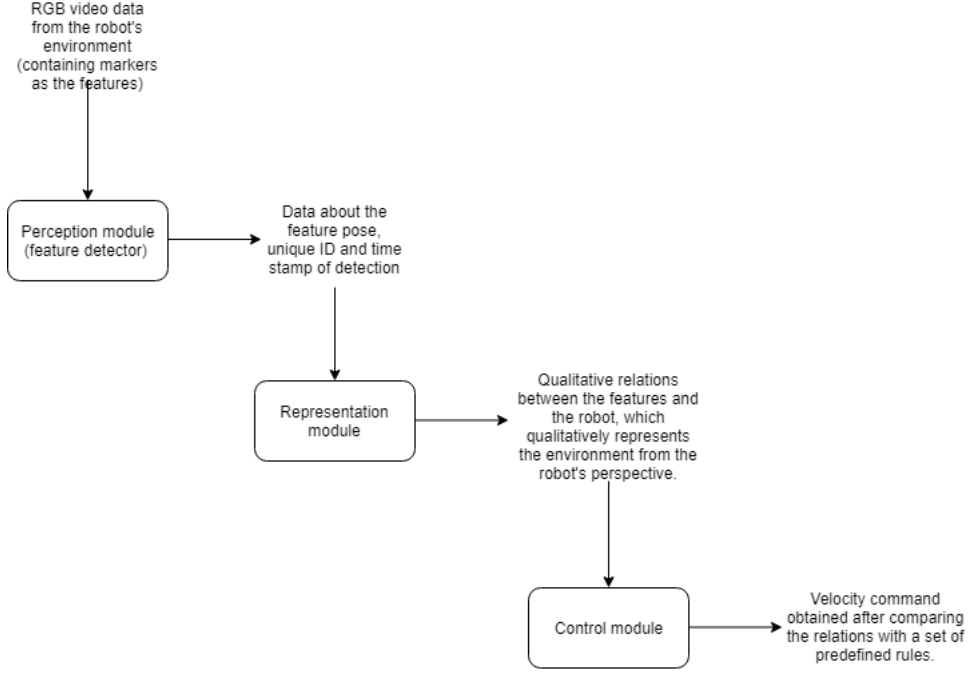 RGB video data
from the robot's
environment
(containing markers
as the features)
Perception module
(feature detector)
Data about the
feature pose,
unique ID and time
stamp of detection
Representation
module
Qualitative relations
between the features and
the robot, which
qualitatively represents
the environment from the
robot's perspective.
Control module
Velocity command
obtained after comparing
the relations with a set of
predefined rules.